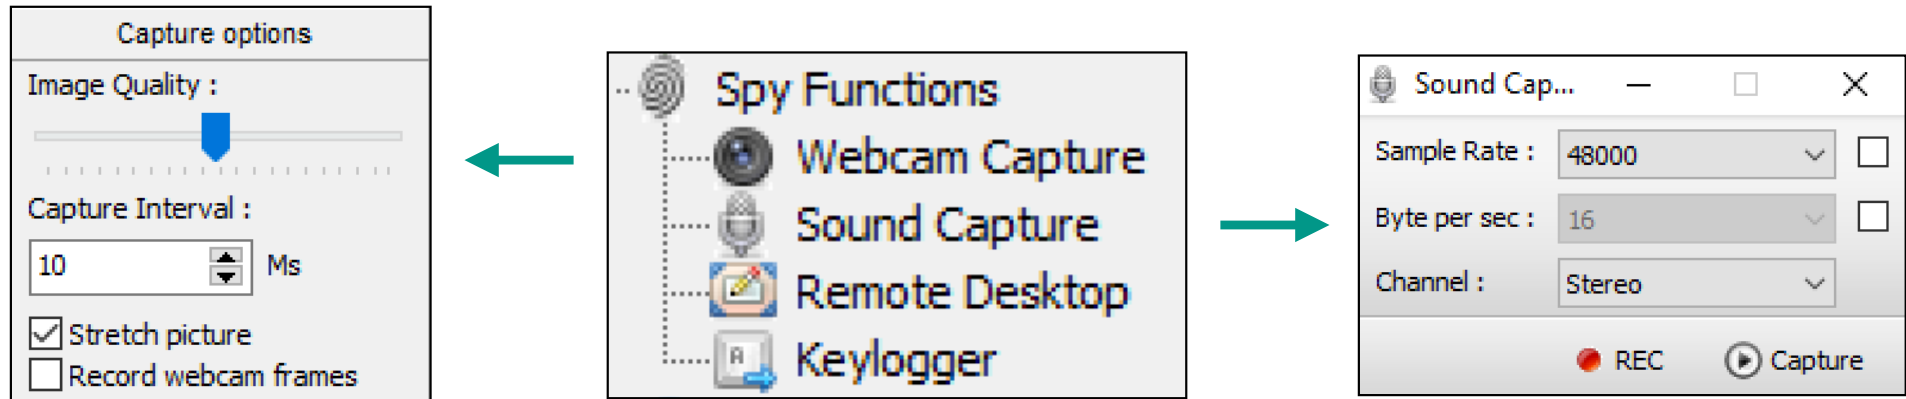 Capture options
Image Quality :
Capture Interval :
10 Ms
Stretch picture
Record webcam frames
Spy Functions
Webcam Capture
Sound Capture
Remote Desktop
Keylogger
Sound Cap...
Sample Rate : 48000
Byte per sec : 16
Channel : Stereo
REC Capture